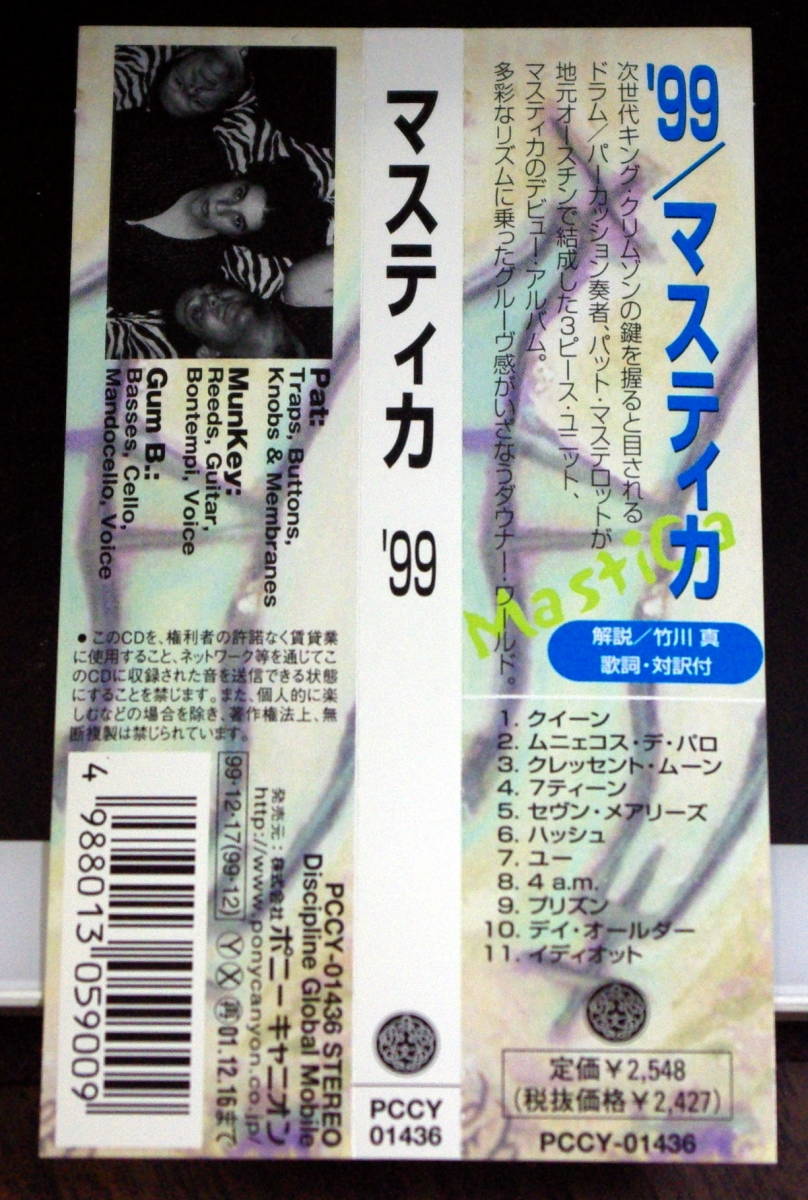 '99/マスティカ
次世代キング・クリムゾンの鍵を握ると目される
ドラム/パーカッション奏者、パット・マステロットが
地元オースチンで結成した3ピース・ユニット、
マスティカのデビュー・アルバム。
多彩なリズムに乗ったグルーヴ感がいざなうダウナー・ワールド。
Mastica
解説/竹川 真
歌詞・対訳付
1. クイーン
2. ムニェコス・デ・パロ
3. クレッセント・ムーン
4. 7ティーン
5. セヴン・メアリーズ
6. ハッシュ
7. ユー
8. 4 a.m.
9. プリズン
10. デイ・オールダー
11. イディオット
定価¥2,548
(税抜価格¥2,427)
PCCY-01436
マスティカ '99
PCCY
01436
Pat:
Traps, Buttons,
Knobs & Membranes
MunKey:
Reeds, Guitar,
Bontempi, Voice
Gum B.:
Basses, Cello,
Mandocello, Voice
●このCDを、権利者の許諾なく賃貸業
に使用すること、ネットワーク等を通じてこ
のCDに収録された音を送信できる状態
にすることを禁じます。また、個人的に楽
しむなどの場合を除き、著作権法上、無
断複製は禁じられています。
PCCY-01436 STEREO
Discipline Global Mobile
発売元:株式会社ポニーキャニオン
http://www.ponycanyon.co.jp/
99・12・17(99・12) Ⓨ Ⓧ 再 01.12.16まで
4 988013 059009